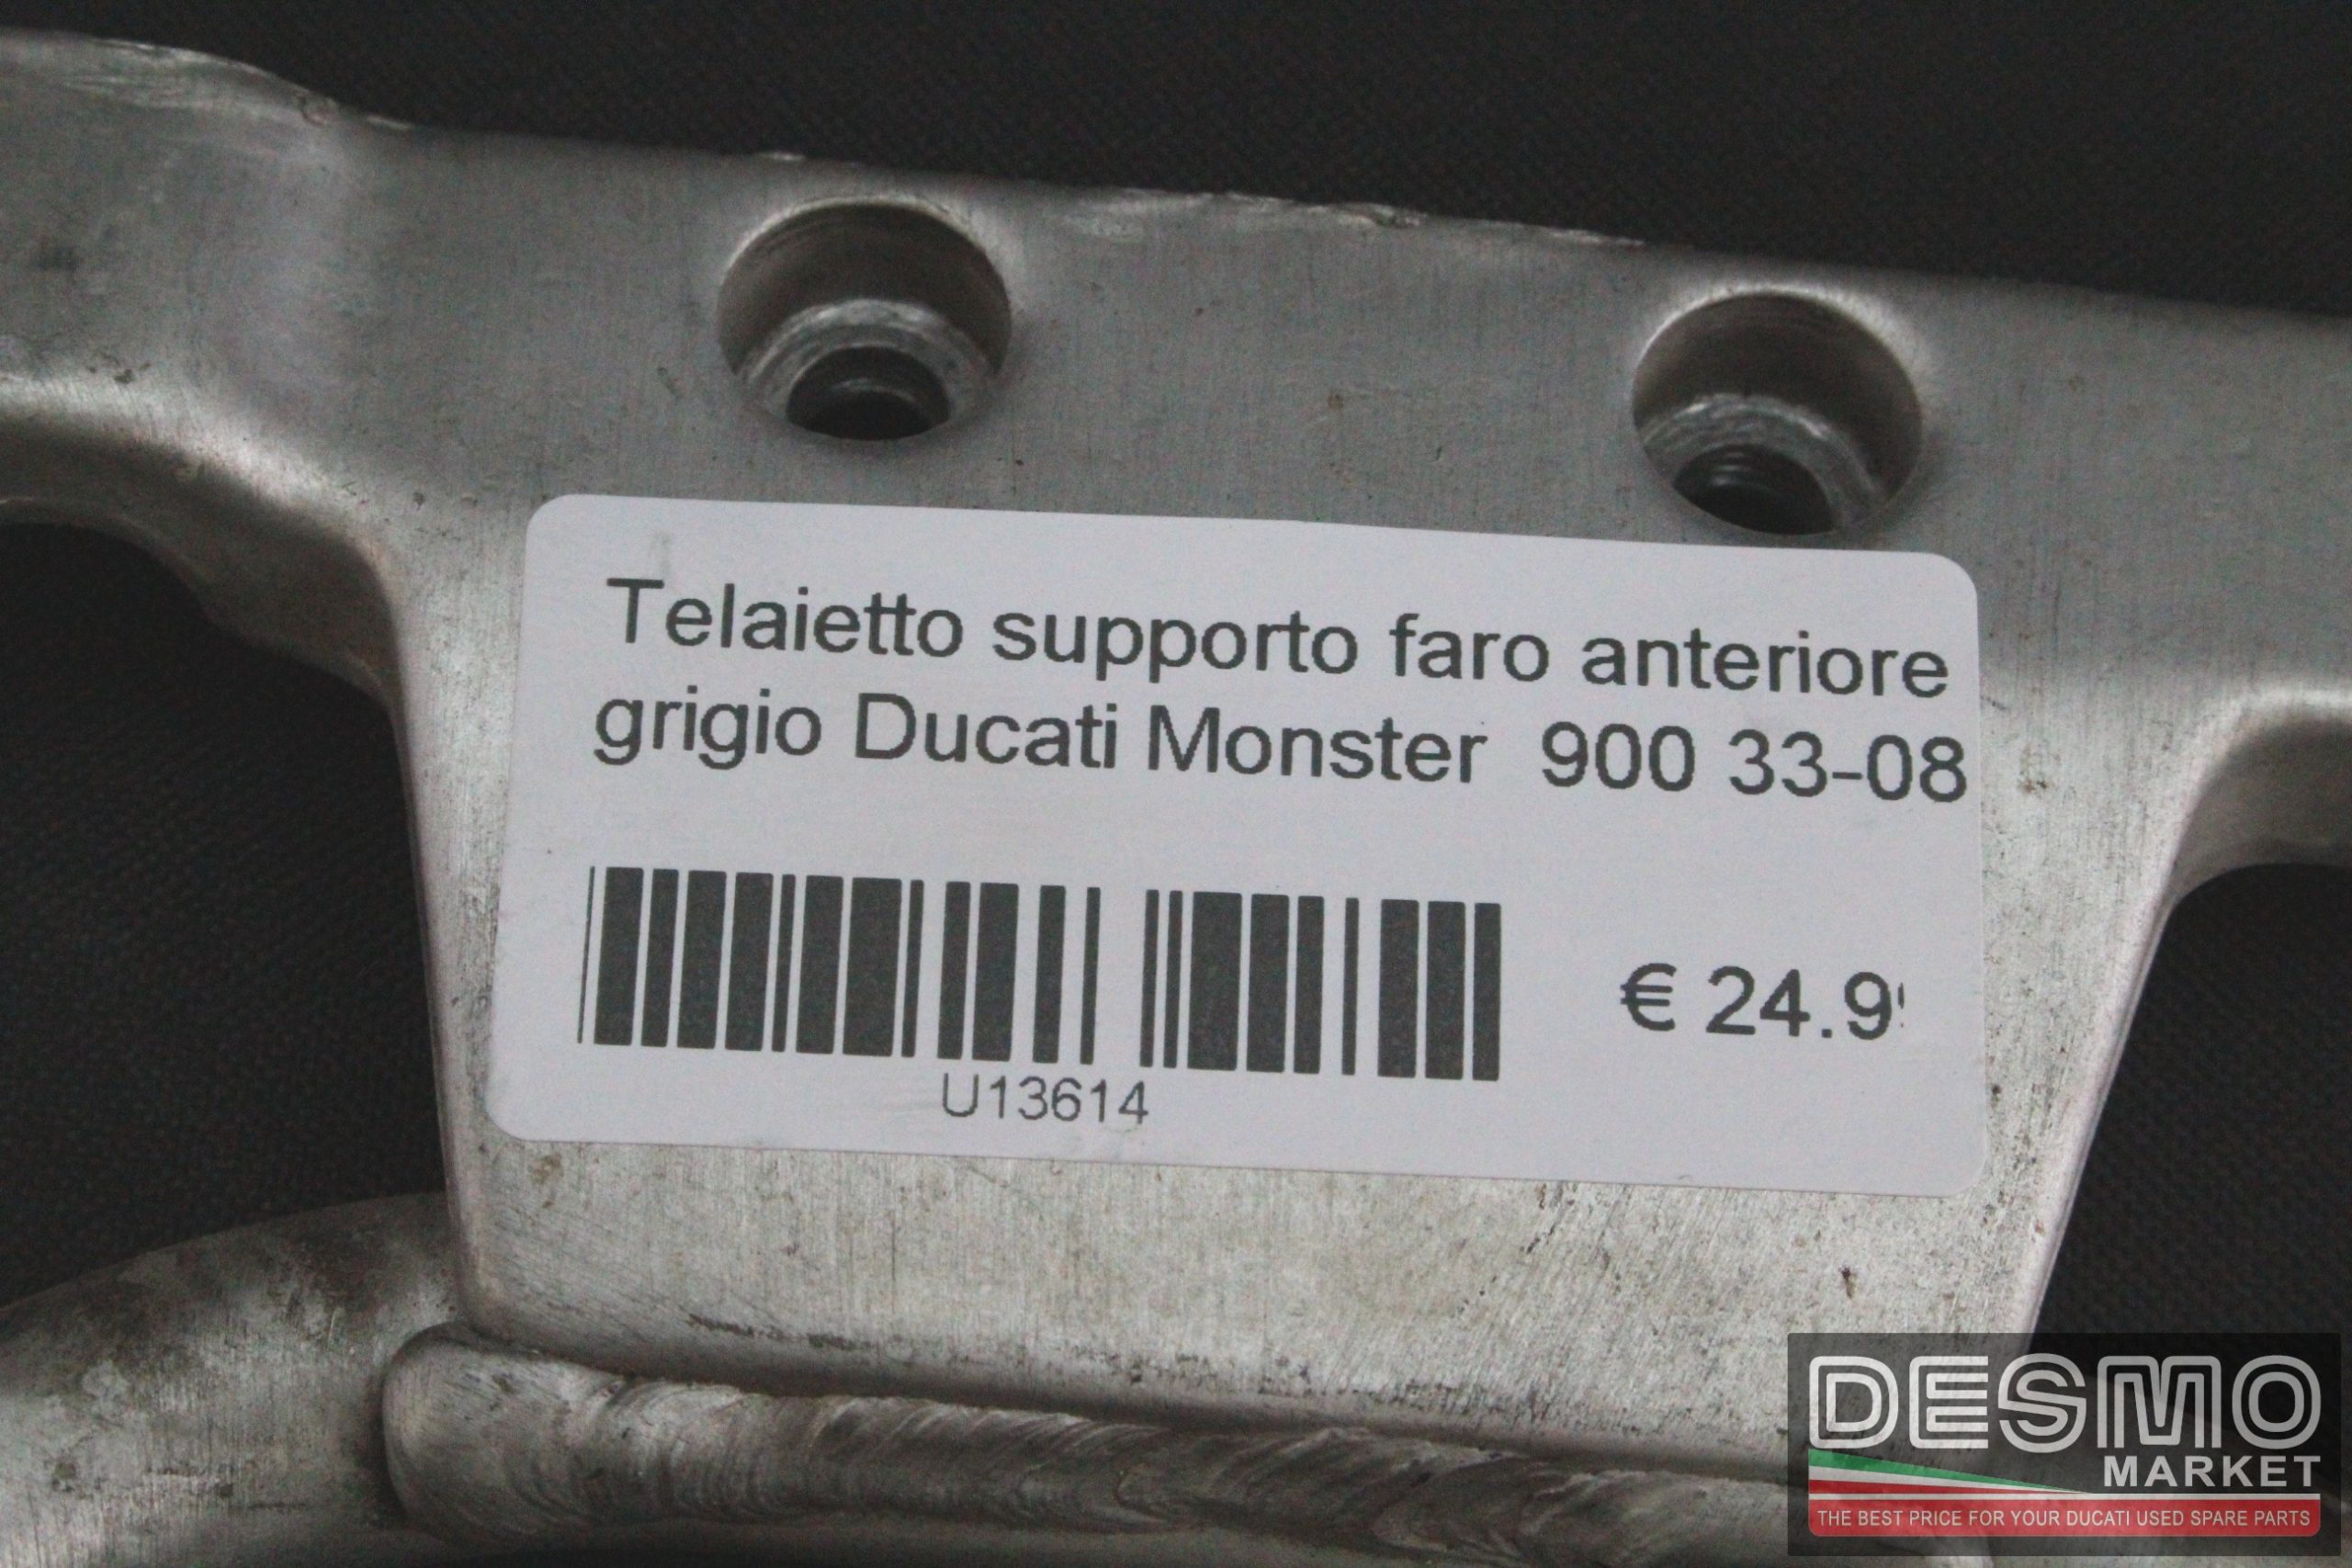 Telaietto supporto faro anteriore
grigio Ducati Monster  900 33-08
€ 24.9
U13614
DESMO
MARKET
THE BEST PRICE FOR YOUR DUCATI USED SPARE PARTS